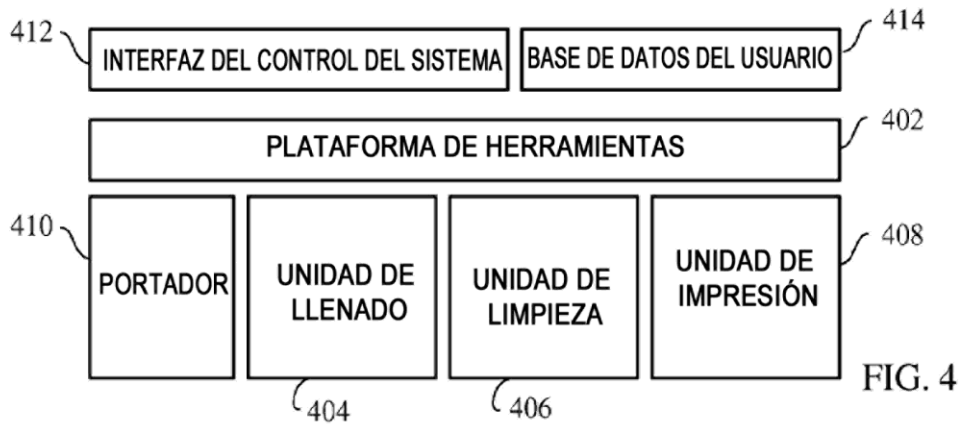 412
INTERFAZ DEL CONTROL DEL SISTEMA
BASE DE DATOS DEL USUARIO
414
PLATAFORMA DE HERRAMIENTAS
402
410
PORTADOR
UNIDAD DE
LLENADO
UNIDAD DE
LIMPIEZA
UNIDAD DE
IMPRESIÓN
408
404
406
FIG. 4